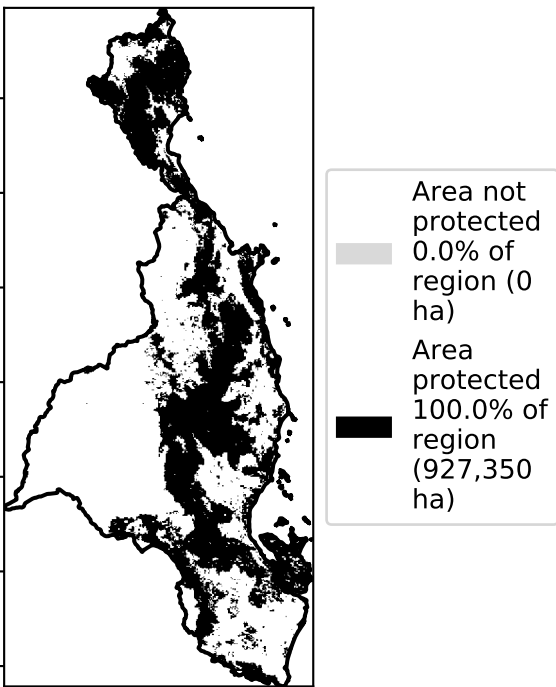 Area not
protected
0.0% of
region (0
ha)
Area
protected
100.0% of
region
(927,350
ha)